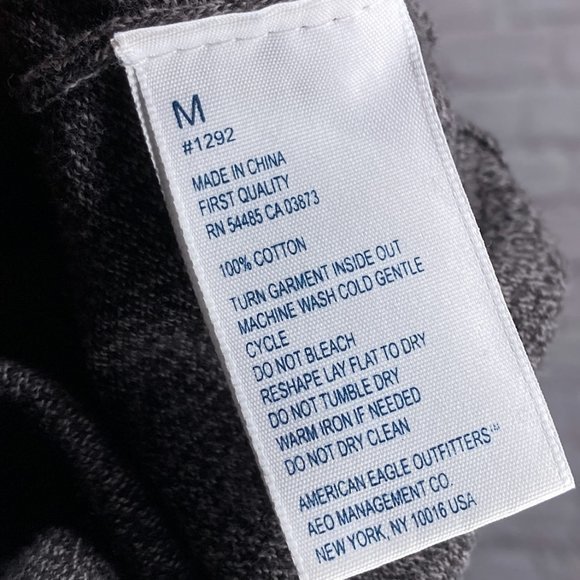 M
#1292
MADE IN CHINA
FIRST QUALITY
RN 54485 CA 03873
100% COTTON
TURN GARMENT INSIDE OUT
MACHINE WASH COLD GENTLE
CYCLE
DO NOT BLEACH
RESHAPE LAY FLAT TO DRY
DO NOT TUMBLE DRY
WARM IRON IF NEEDED
DO NOT DRY CLEAN
AMERICAN EAGLE OUTFITTERS™
AEO MANAGEMENT CO.
NEW YORK, NY 10016 USA